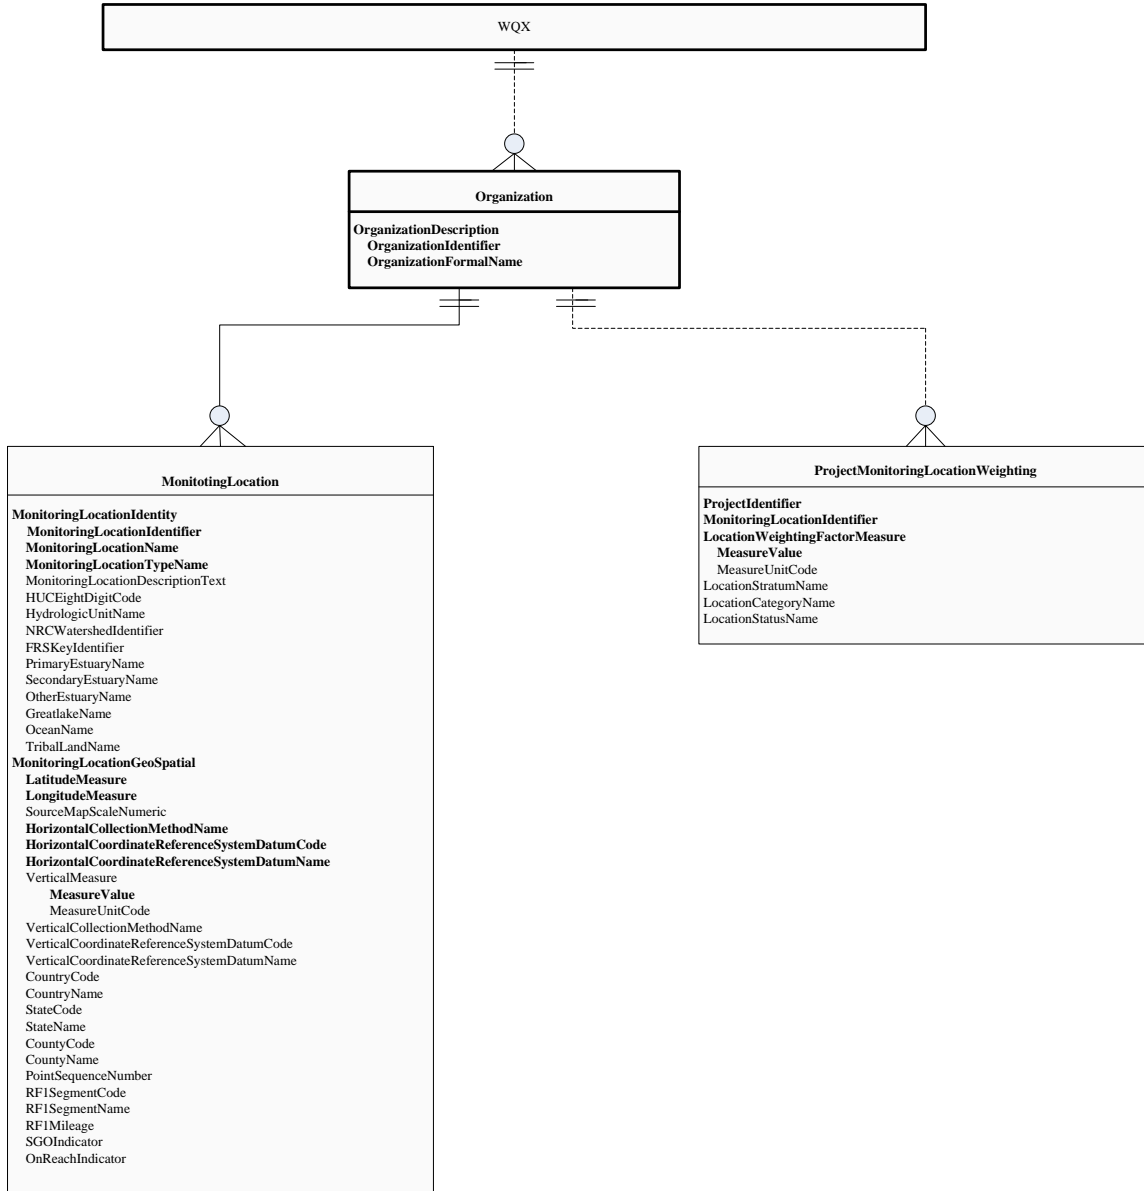 WQX
Organization
OrganizationDescription
OrganizationIdentifier
OrganizationFormalName
MonitotingLocation
MonitoringLocationIdentity
MonitoringLocationIdentifier
MonitoringLocationName
MonitoringLocationTypeName
MonitoringLocationDescriptionText
HUCEightDigitCode
HydrologicUnitName
NRCWatershedIdentifier
FRSKeyIdentifier
PrimaryEstuaryName
SecondaryEstuaryName
OtherEstuaryName
GreatlakeName
OceanName
TribalLandName
MonitoringLocationGeoSpatial
LatitudeMeasure
LongitudeMeasure
SourceMapScaleNumeric
HorizontalCollectionMethodName
HorizontalCoordinateReferenceSystemDatumCode
HorizontalCoordinateReferenceSystemDatumName
VerticalMeasure
MeasureValue
MeasureUnitCode
VerticalCollectionMethodName
VerticalCoordinateReferenceSystemDatumCode
VerticalCoordinateReferenceSystemDatumName
CountryCode
CountryName
StateCode
StateName
CountyCode
CountyName
PointSequenceNumber
RF1SegmentCode
RF1SegmentName
RF1Mileage
SGOIndicator
OnReachIndicator
ProjectMonitoringLocationWeighting
ProjectIdentifier
MonitoringLocationIdentifier
LocationWeightingFactorMeasure
MeasureValue
MeasureUnitCode
LocationStratumName
LocationCategoryName
LocationStatusName